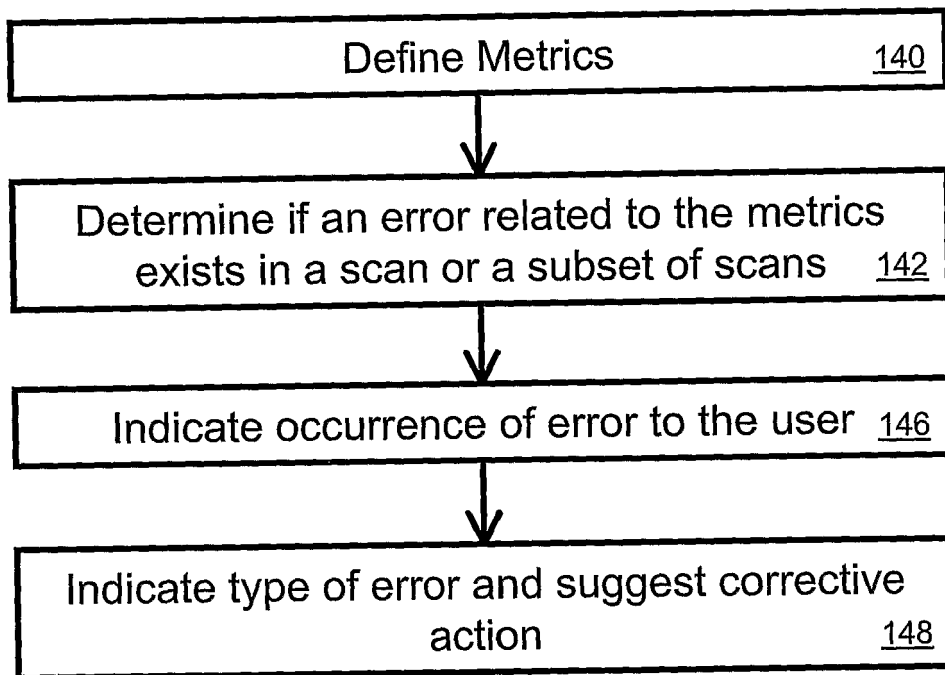 Define Metrics 140
Determine if an error related to the metrics
exists in a scan or a subset of scans 142
Indicate occurrence of error to the user 146
Indicate type of error and suggest corrective
action 148